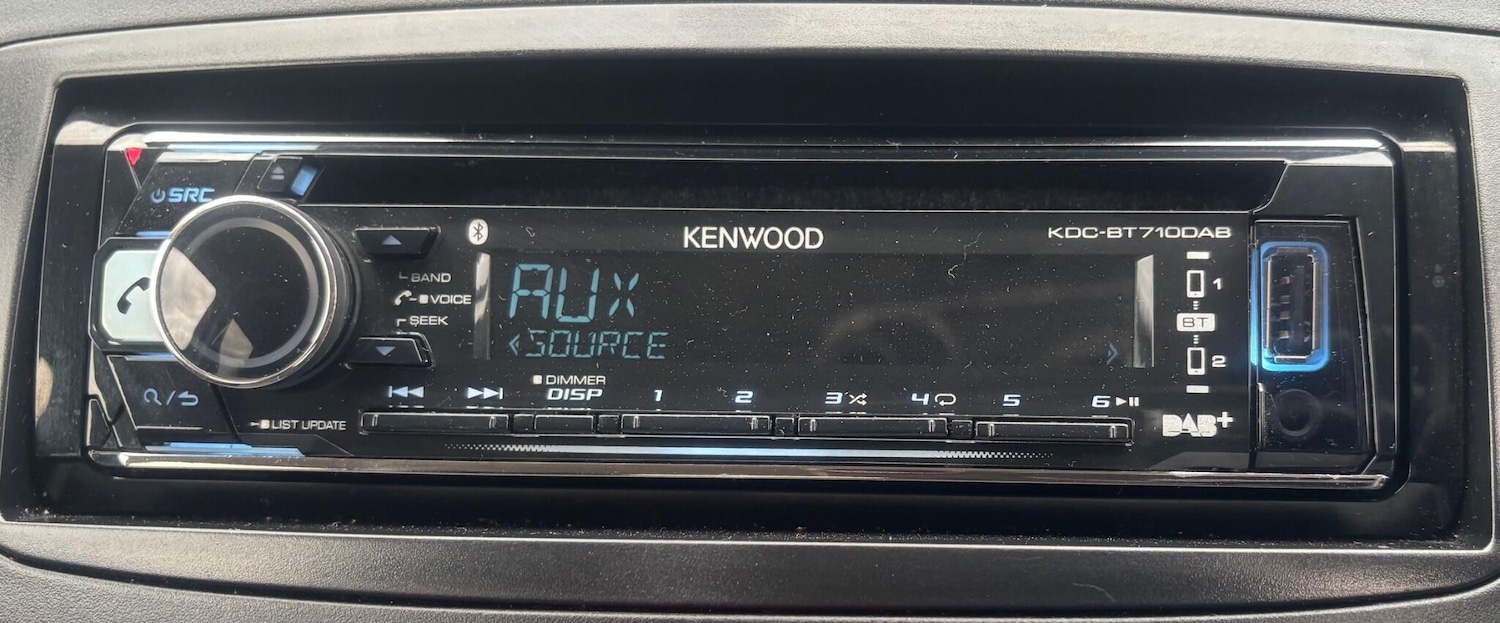 SRC
KENWOOD
KDC-BT710DAB
BAND
VOICE
SEEK
AUX
<SOURCE >
1
BT
2
DIMMER
DISP 1 2 3 4 5 6
LIST UPDATE
DAB+